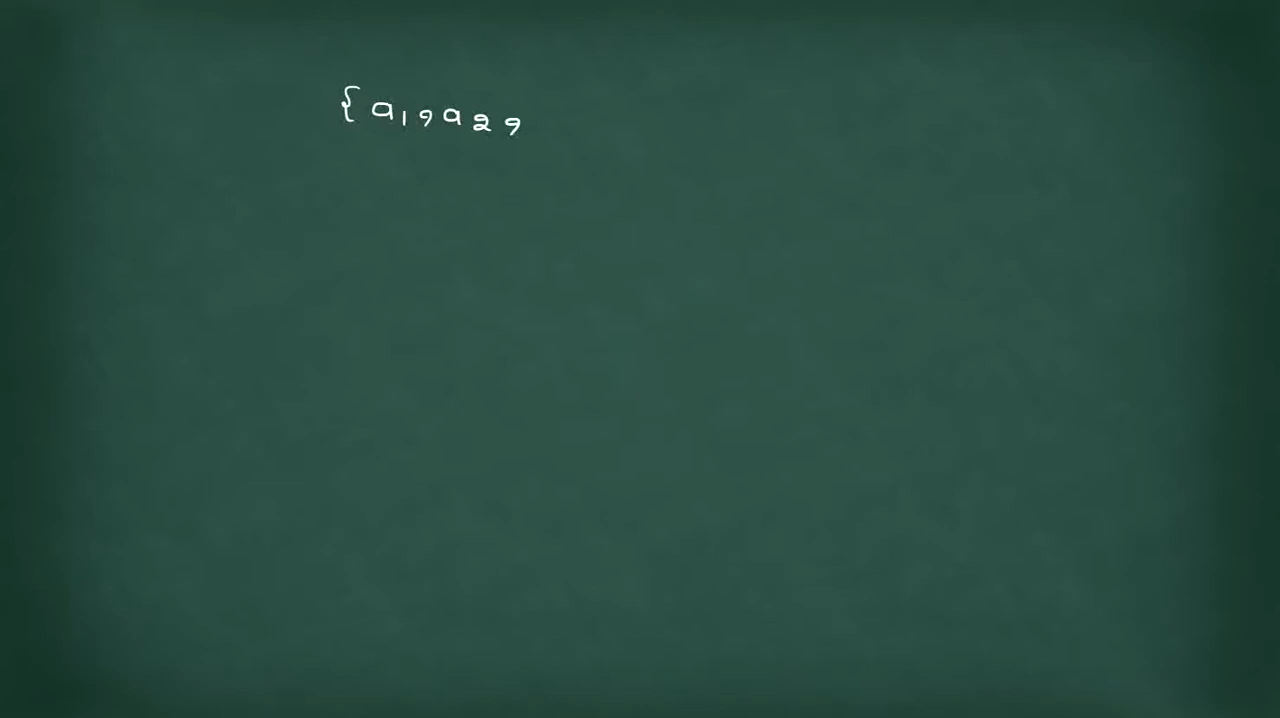 { a₁, a₂,